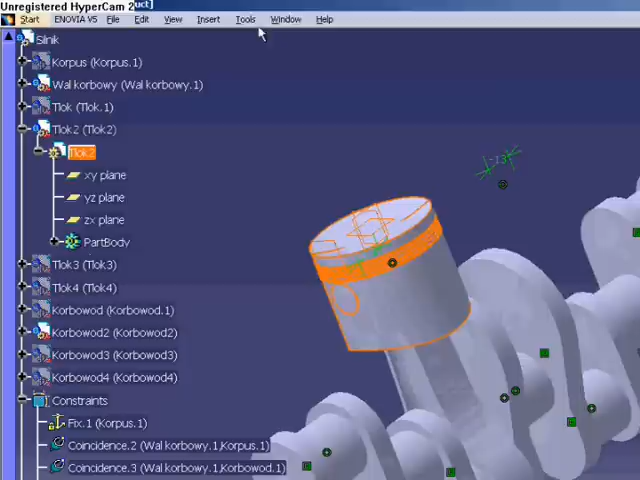 Unregistered HyperCam 2
uct]
Start ENOVIA V5 File Edit View Insert Tools Window Help
Silnik
Korpus (Korpus.1)
Wal korbowy (Wal korbowy.1)
Tlok (Tlok.1)
Tlok2 (Tlok2)
Tlok2
xy plane
yz plane
zx plane
PartBody
Tlok3 (Tlok3)
Tlok4 (Tlok4)
Korbowod (Korbowod.1)
Korbowod2 (Korbowod2)
Korbowod3 (Korbowod3)
Korbowod4 (Korbowod4)
Constraints
Fix.1 (Korpus.1)
Coincidence.2 (Wal korbowy.1,Korpus.1)
Coincidence.3 (Wal korbowy.1,Korbowod.1)